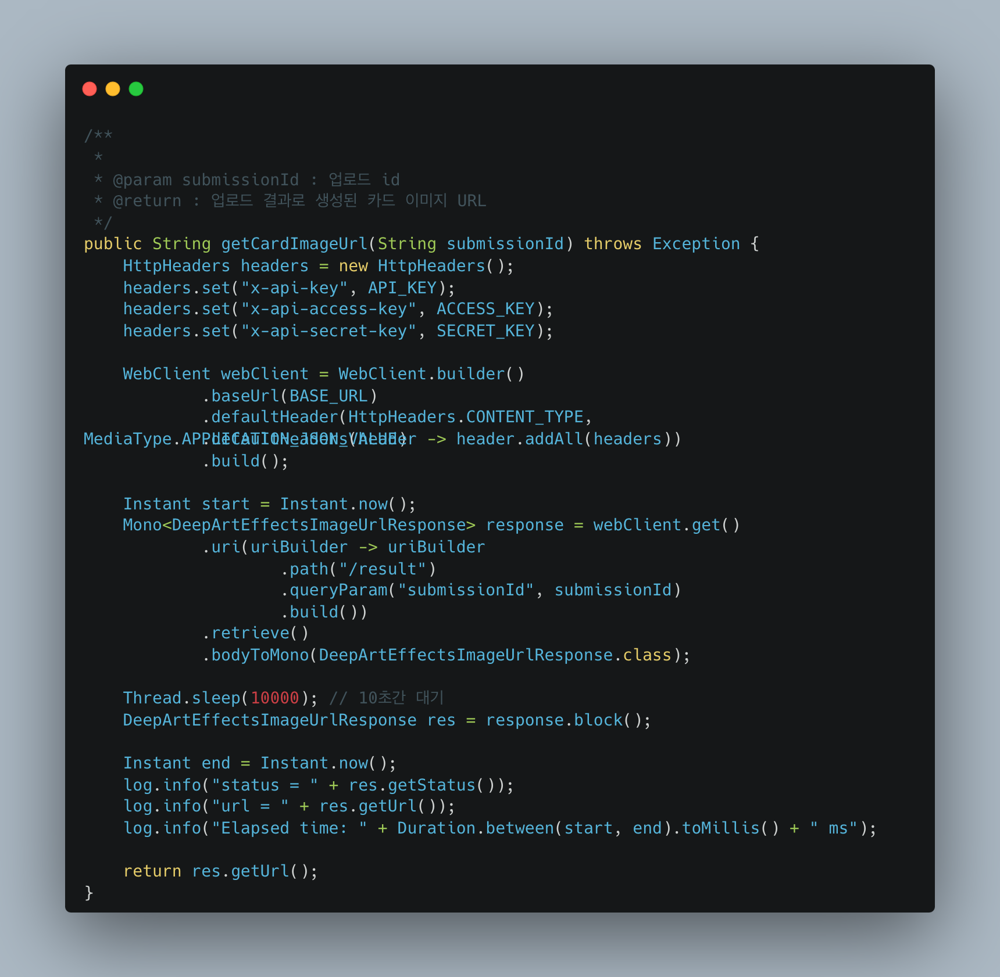 /**
 *
 * @param submissionId : 업로드 id
 * @return : 업로드 결과로 생성된 카드 이미지 URL
 */
public String getCardImageUrl(String submissionId) throws Exception {
    HttpHeaders headers = new HttpHeaders();
    headers.set("x-api-key", API_KEY);
    headers.set("x-api-access-key", ACCESS_KEY);
    headers.set("x-api-secret-key", SECRET_KEY);

    WebClient webClient = WebClient.builder()
            .baseUrl(BASE_URL)
            .defaultHeader(HttpHeaders.CONTENT_TYPE,
MediaType.APPLICATION_JSON_VALUE)
            .defaultHeaders(header -> header.addAll(headers))
            .build();

    Instant start = Instant.now();
    Mono<DeepArtEffectsImageUrlResponse> response = webClient.get()
            .uri(uriBuilder -> uriBuilder
                    .path("/result")
                    .queryParam("submissionId", submissionId)
                    .build())
            .retrieve()
            .bodyToMono(DeepArtEffectsImageUrlResponse.class);

    Thread.sleep(10000); // 10초간 대기
    DeepArtEffectsImageUrlResponse res = response.block();

    Instant end = Instant.now();
    log.info("status = " + res.getStatus());
    log.info("url = " + res.getUrl());
    log.info("Elapsed time: " + Duration.between(start, end).toMillis() + " ms");

    return res.getUrl();
}